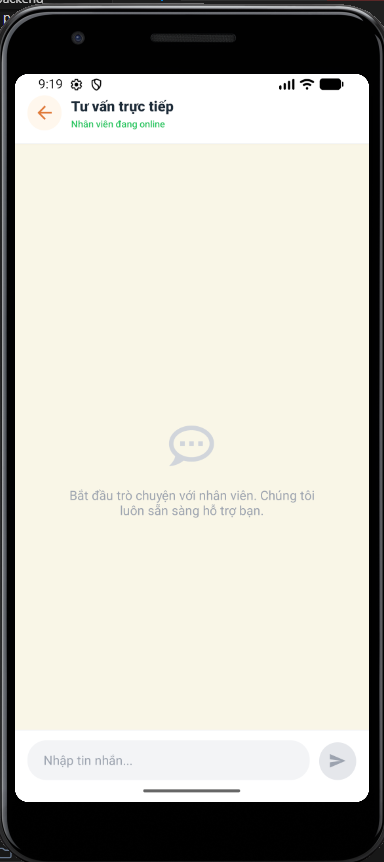 9:19
Tư vấn trực tiếp
Nhân viên đang online
Bắt đầu trò chuyện với nhân viên. Chúng tôi
luôn sẵn sàng hỗ trợ bạn.
Nhập tin nhắn...